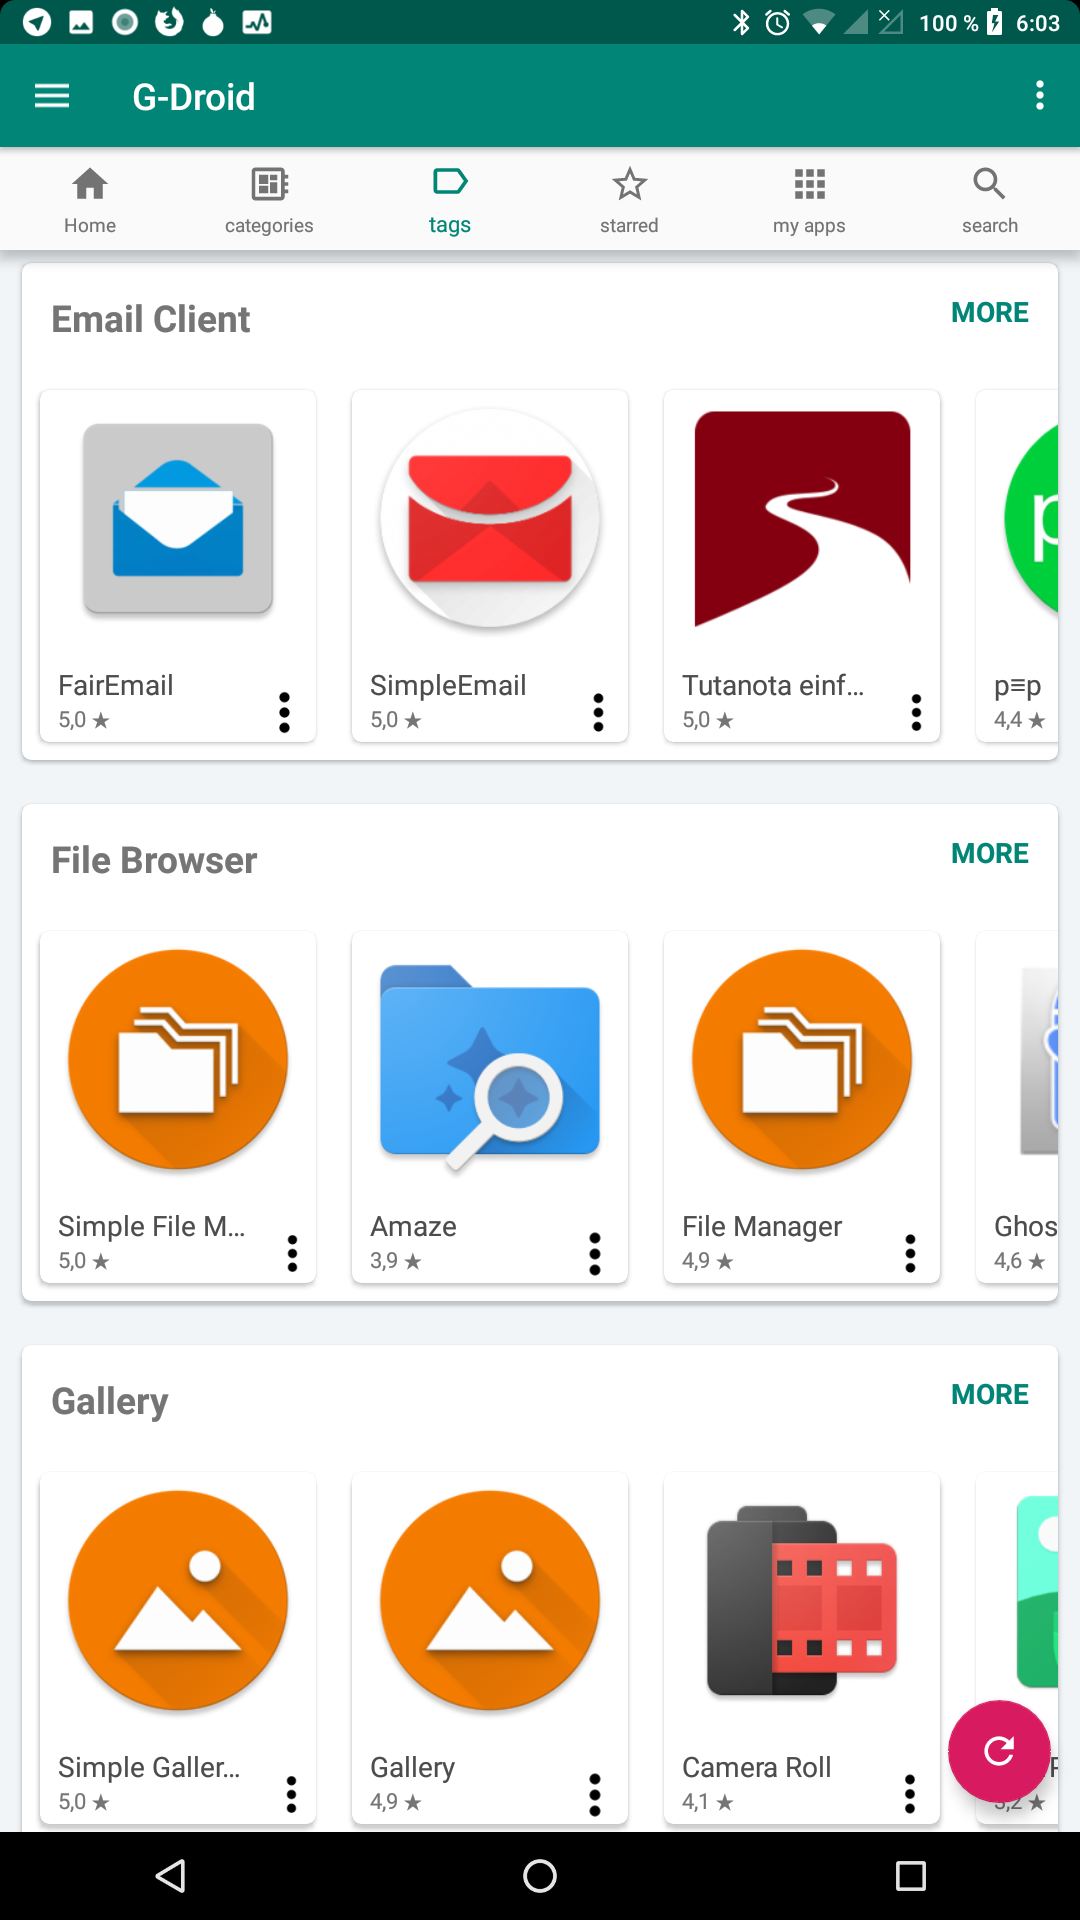 100 % 6:03
G-Droid
Home categories tags starred my apps search
Email Client MORE
FairEmail SimpleEmail Tutanota einf... p≡p
5,0 ★ 5,0 ★ 5,0 ★ 4,4 ★
File Browser MORE
Simple File M... Amaze File Manager Ghos
5,0 ★ 3,9 ★ 4,9 ★ 4,6 ★
Gallery MORE
Simple Galler... Gallery Camera Roll
5,0 ★ 4,9 ★ 4,1 ★ 3,2 ★